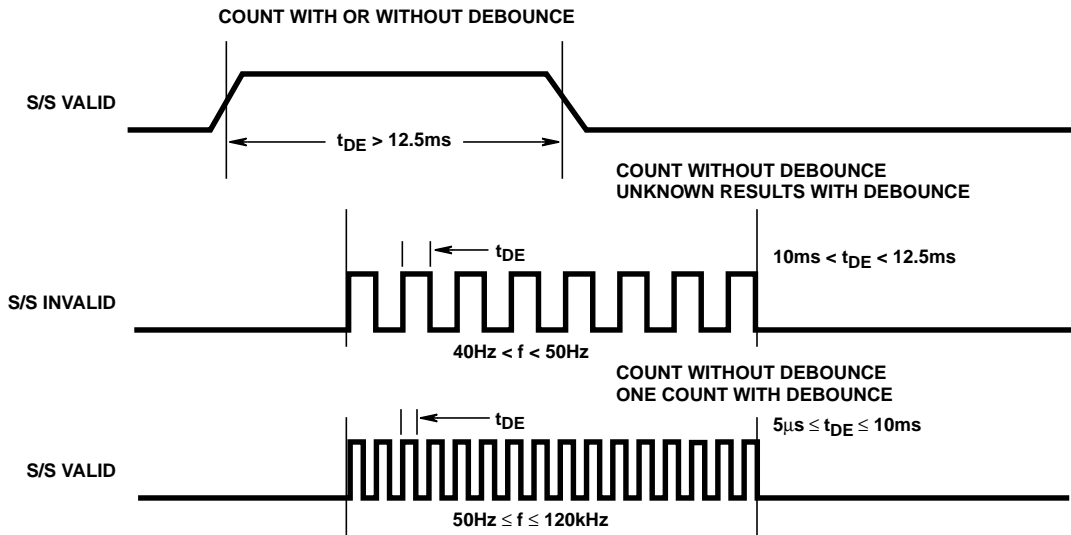 COUNT WITH OR WITHOUT DEBOUNCE
S/S VALID
tDE > 12.5ms
COUNT WITHOUT DEBOUNCE
UNKNOWN RESULTS WITH DEBOUNCE
tDE
10ms < tDE < 12.5ms
S/S INVALID
40Hz < f < 50Hz
COUNT WITHOUT DEBOUNCE
ONE COUNT WITH DEBOUNCE
tDE
5μs ≤ tDE ≤ 10ms
S/S VALID
50Hz ≤ f ≤ 120kHz